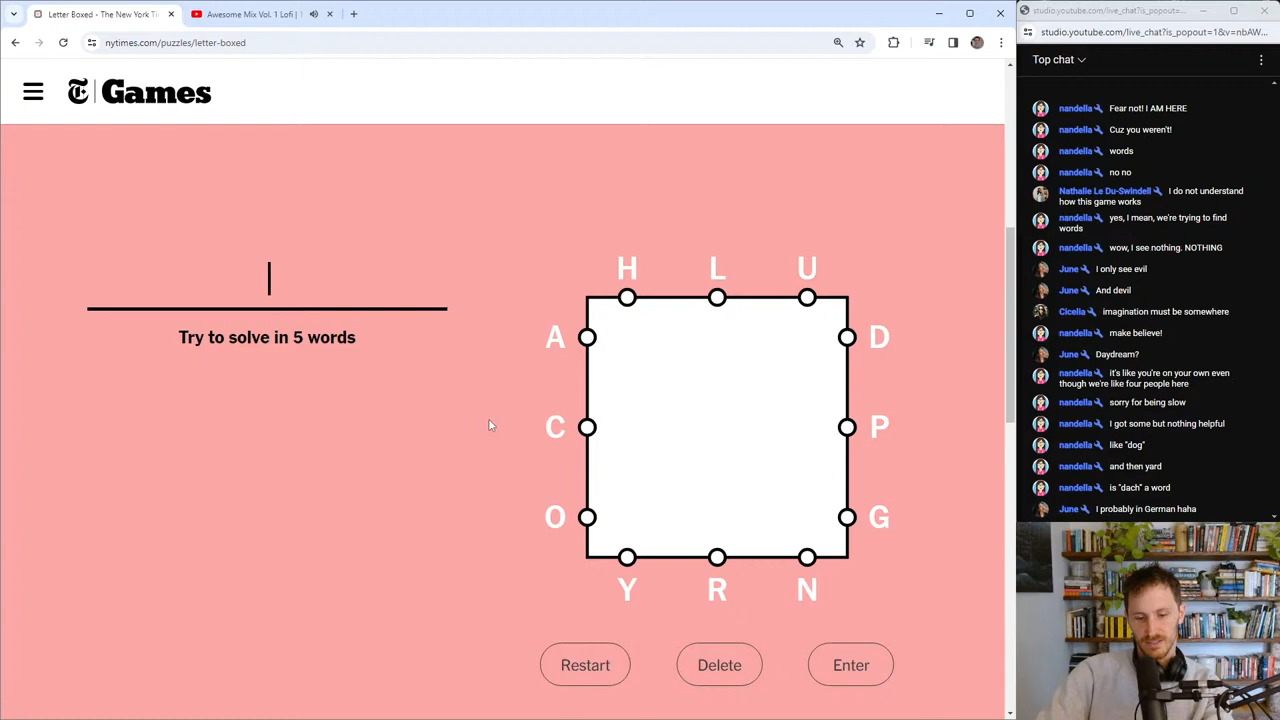 Letter Boxed - The New York Ti
Awesome Mix Vol. 1 Lofi |
nytimes.com/puzzles/letter-boxed
Games
Try to solve in 5 words
H L U
A
C
O
D
P
G
Y R N
Restart
Delete
Enter
studio.youtube.com/live_chat?is_popout=...
studio.youtube.com/live_chat?is_popout=1&v=nbAW...
Top chat
nandella Fear not! I AM HERE
nandella Cuz you weren't!
nandella words
nandella no no
Nathalie Le Du-Swindell I do not understand
how this game works
nandella yes, I mean, we're trying to find
words
nandella wow, I see nothing. NOTHING
June I only see evil
June And devil
Cicelia imagination must be somewhere
nandella make believe!
June Daydream?
nandella it's like you're on your own even
though we're like four people here
nandella sorry for being slow
nandella I got some but nothing helpful
nandella like "dog"
nandella and then yard
nandella is "dach" a word
June I probably in German haha